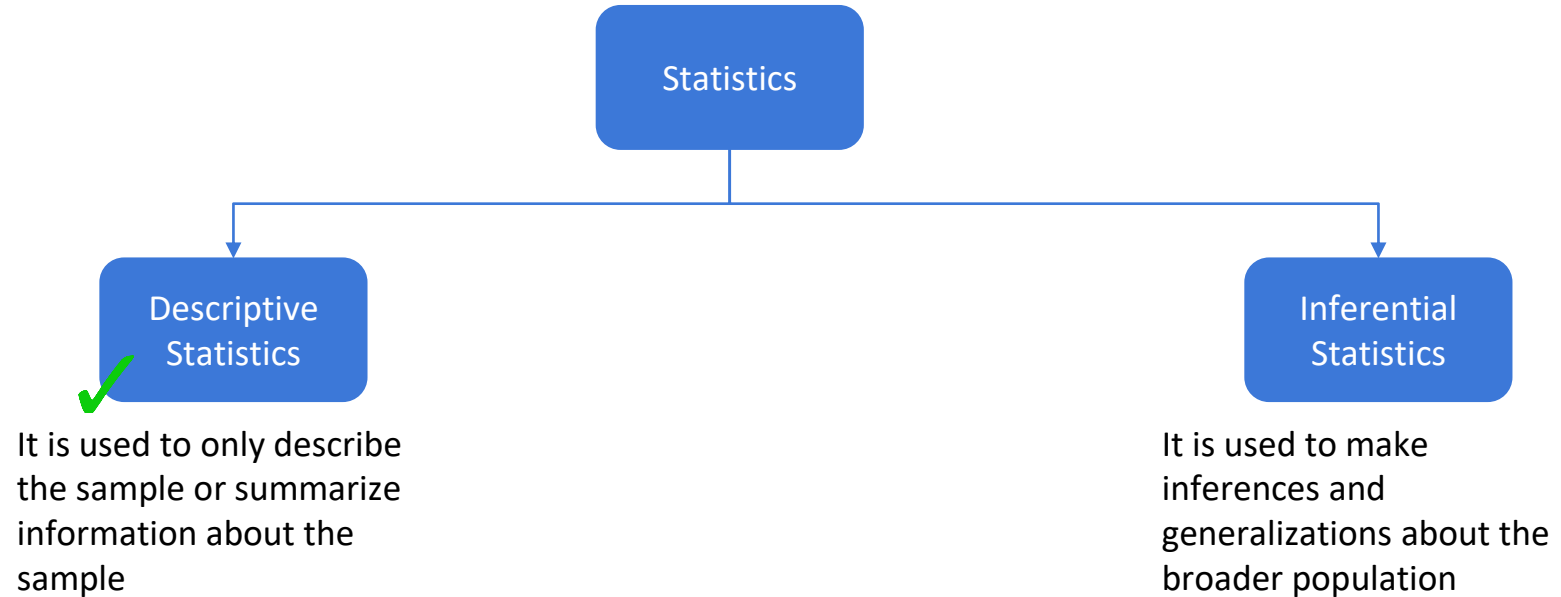 Statistics
Descriptive
Statistics
It is used to only describe
the sample or summarize
information about the
sample
Inferential
Statistics
It is used to make
inferences and
generalizations about the
broader population